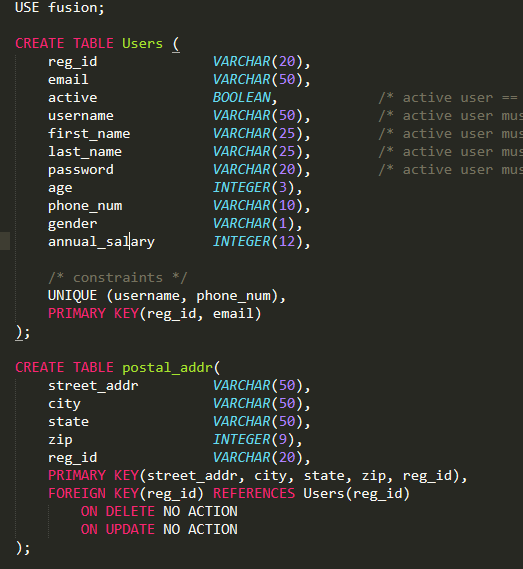 USE fusion;
CREATE TABLE Users (
reg_id VARCHAR(20),
email VARCHAR(50),
active BOOLEAN, /* active user ==
username VARCHAR(50), /* active user mus
first_name VARCHAR(25), /* active user mus
last_name VARCHAR(25), /* active user mus
password VARCHAR(20), /* active user mus
age INTEGER(3),
phone_num VARCHAR(10),
gender VARCHAR(1),
annual_salary INTEGER(12),
/* constraints */
UNIQUE (username, phone_num),
PRIMARY KEY(reg_id, email)
);
CREATE TABLE postal_addr(
street_addr VARCHAR(50),
city VARCHAR(50),
state VARCHAR(50),
zip INTEGER(9),
reg_id VARCHAR(20),
PRIMARY KEY(street_addr, city, state, zip, reg_id),
FOREIGN KEY(reg_id) REFERENCES Users(reg_id)
ON DELETE NO ACTION
ON UPDATE NO ACTION
);